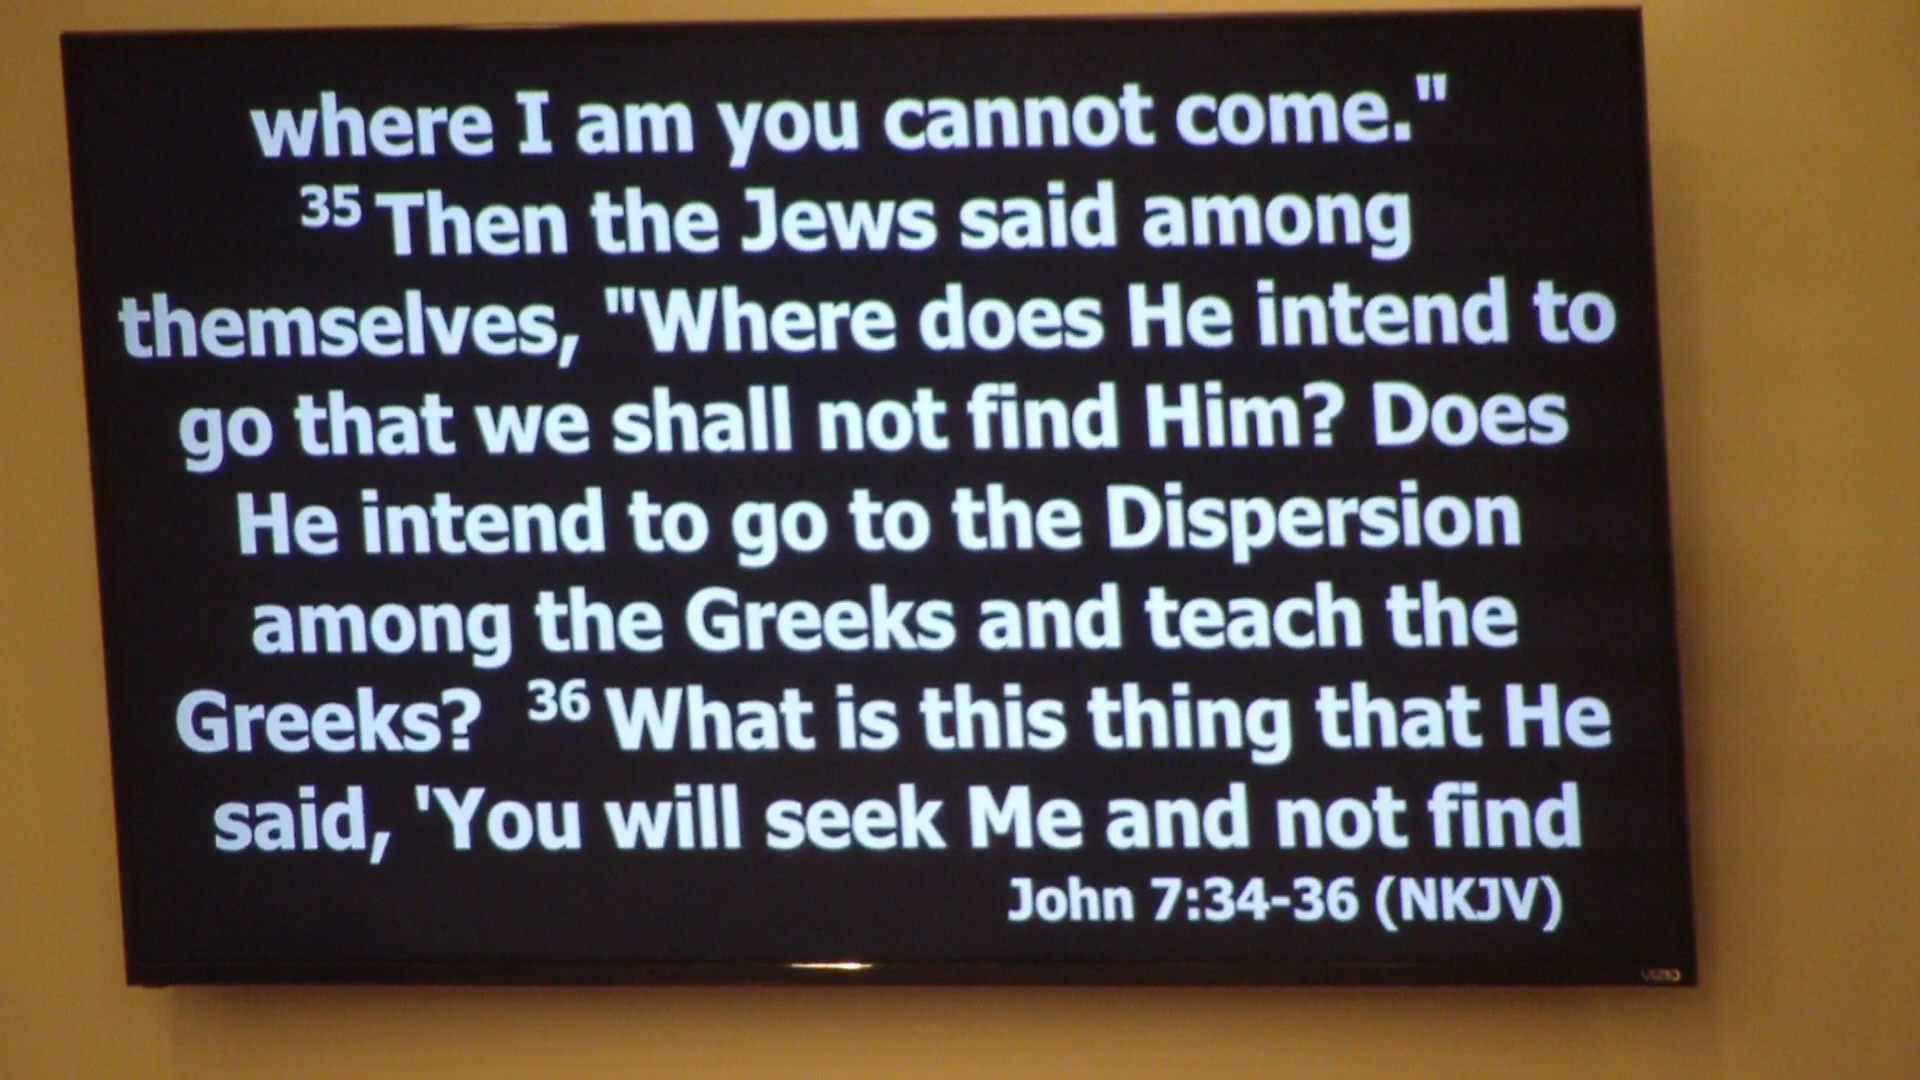 where I am you cannot come."
35 Then the Jews said among
themselves, "Where does He intend to
go that we shall not find Him? Does
He intend to go to the Dispersion
among the Greeks and teach the
Greeks? 36 What is this thing that He
said, 'You will seek Me and not find
John 7:34-36 (NKJV)
VIZIO